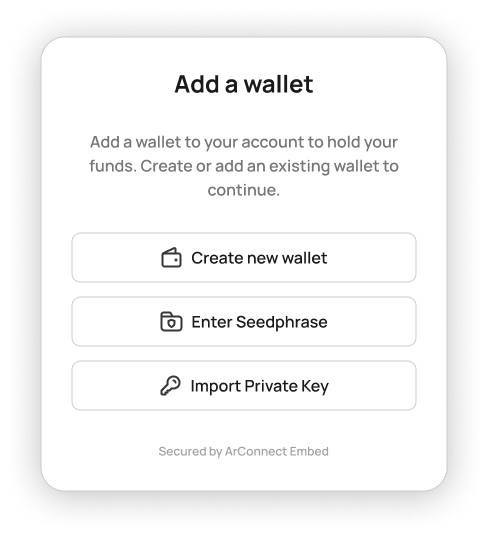 Add a wallet
Add a wallet to your account to hold your
funds. Create or add an existing wallet to
continue.
Create new wallet
Enter Seedphrase
Import Private Key
Secured by ArConnect Embed